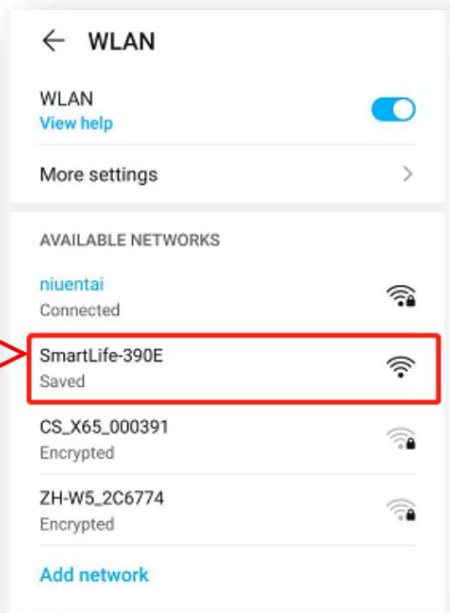 WLAN
WLAN
View help
More settings
AVAILABLE NETWORKS
niuentai
Connected
SmartLife-390E
Saved
CS_X65_000391
Encrypted
ZH-W5_2C6774
Encrypted
Add network